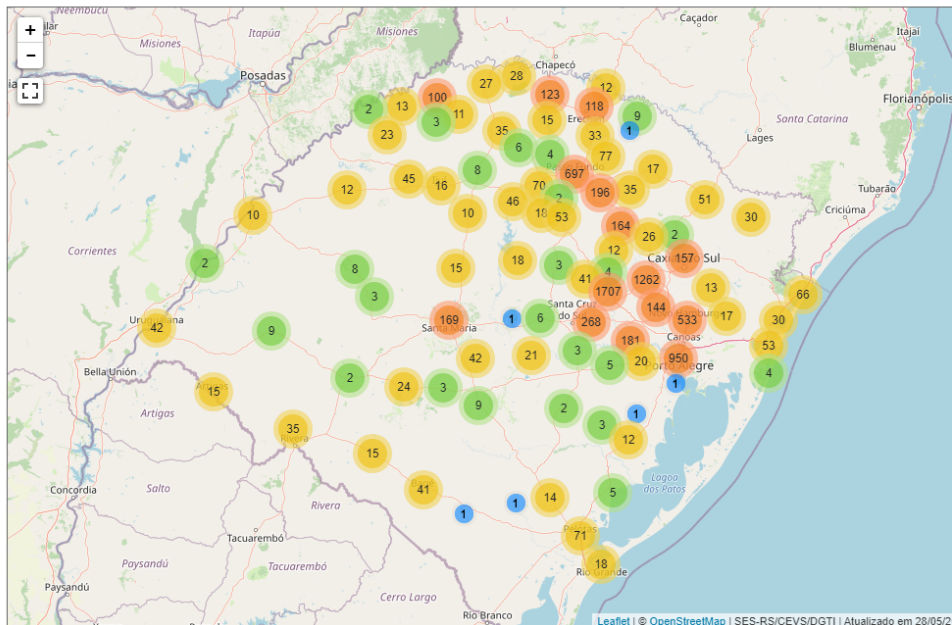 Neembucú
Caçador
Itajaí
Misiones
Itapúa
Misiones
Blumenau
+
−
Posadas
Chapecó
28
27
123
12
Florianópolis
100
118
13
2
11
9
3
15
Santa Catarina
1
23
35
33
Lages
6
4
77
8
17
697
45
16
70
35
12
196
Tubarão
46
2
51
10
10
18
53
30
Criciúma
164
26
2
Corrientes
12
Caxias do Sul
157
2
18
3
8
15
4
41
1262
13
1707
66
3
144
Santa Cruz do Sul
17
169
1
6
268
533
30
Uruguaiana
42
Santa Maria
9
Canoas
181
53
3
42
21
20
950
5
Porto Alegre
Bella Unión
4
2
24
3
1
Artigas
15
Artigas
9
2
1
3
35
12
Rivera
15
Lagoa dos Patos
Salto
41
5
Concordia
14
1
1
Rivera
71
Tacuarembó
Pelotas
18
Paysandú
Tacuarembó
Rio Grande
Paysandú
Cerro Largo
Río Branco
Leaflet | © OpenStreetMap | SES-RS/CEVS/DGTI | Atualizado em 28/05/2